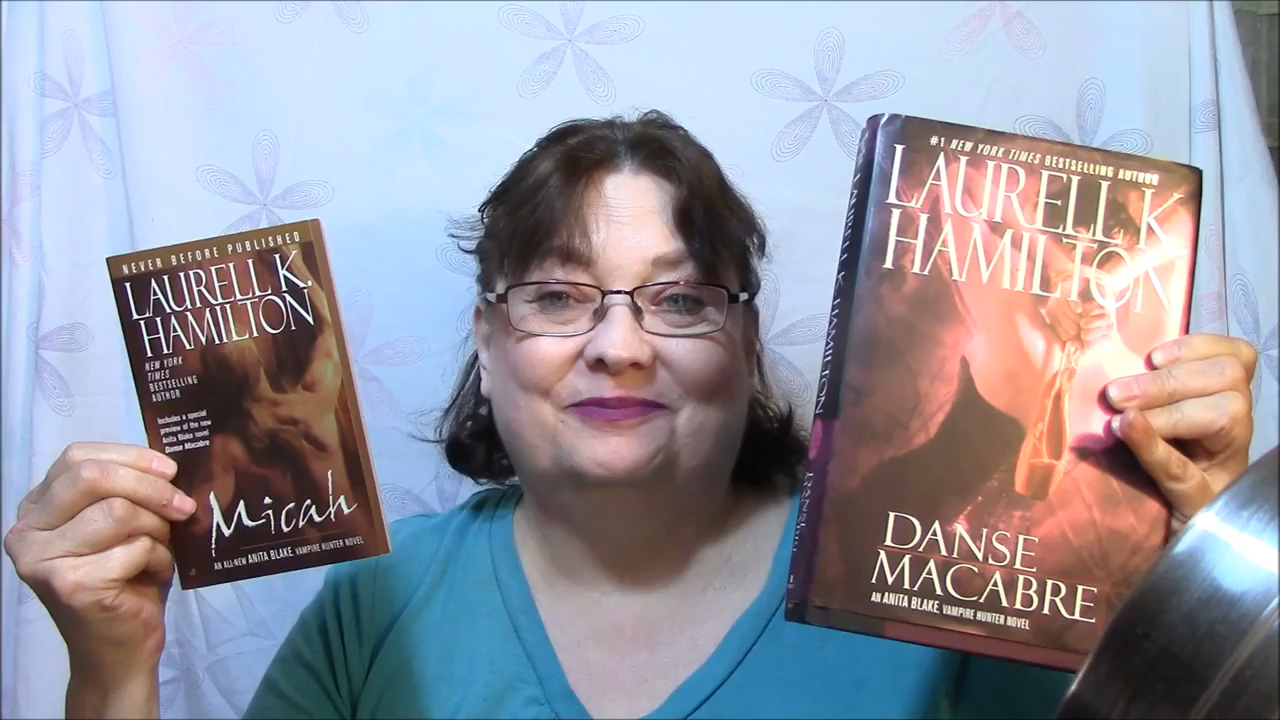 NEVER BEFORE PUBLISHED
LAURELL K.
HAMILTON
NEW YORK
TIMES
BESTSELLING
AUTHOR
Includes a special
preview of the new
Anita Blake novel
Danse Macabre
Micah
AN ALL-NEW ANITA BLAKE, VAMPIRE HUNTER NOVEL
#1 NEW YORK TIMES BESTSELLING AUTHOR
LAURELL K.
HAMILTON
DANSE
MACABRE
AN ANITA BLAKE, VAMPIRE HUNTER NOVEL
LAURELL K. HAMILTON